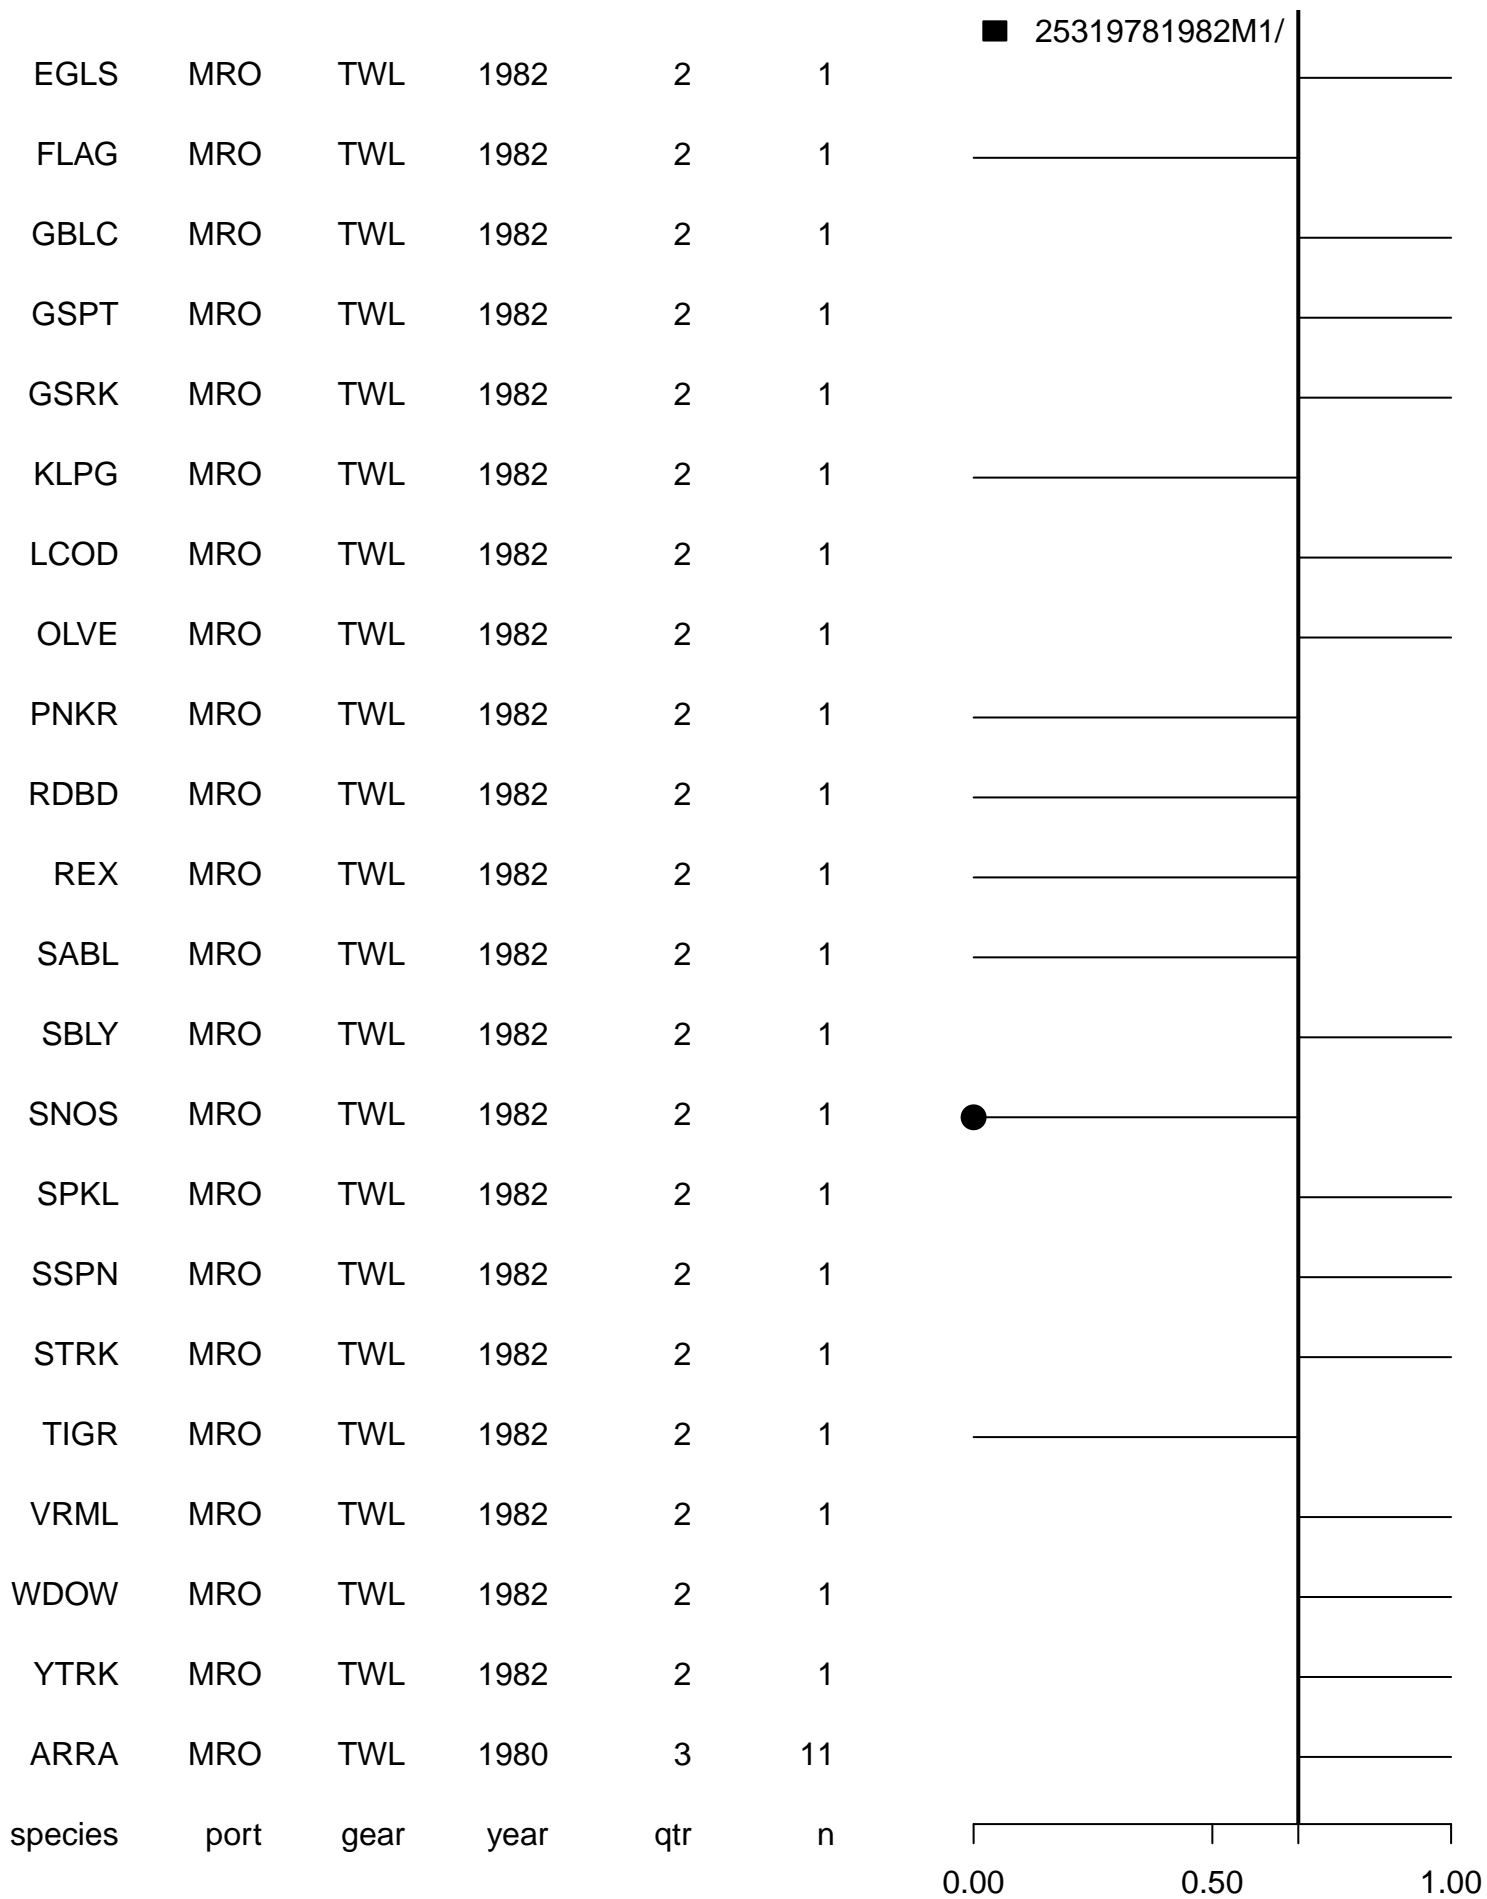 25319781982M1/
EGLS MRO TWL 1982 2 1
FLAG MRO TWL 1982 2 1
GBLC MRO TWL 1982 2 1
GSPT MRO TWL 1982 2 1
GSRK MRO TWL 1982 2 1
KLPG MRO TWL 1982 2 1
LCOD MRO TWL 1982 2 1
OLVE MRO TWL 1982 2 1
PNKR MRO TWL 1982 2 1
RDBD MRO TWL 1982 2 1
REX MRO TWL 1982 2 1
SABL MRO TWL 1982 2 1
SBLY MRO TWL 1982 2 1
SNOS MRO TWL 1982 2 1
SPKL MRO TWL 1982 2 1
SSPN MRO TWL 1982 2 1
STRK MRO TWL 1982 2 1
TIGR MRO TWL 1982 2 1
VRML MRO TWL 1982 2 1
WDOW MRO TWL 1982 2 1
YTRK MRO TWL 1982 2 1
ARRA MRO TWL 1980 3 11
species port gear year qtr n
0.00 0.50 1.00